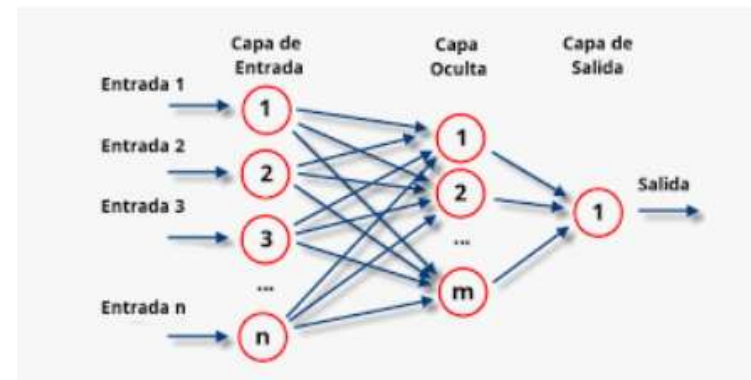 Capa de
Entrada
Capa
Oculta
Capa de
Salida
Entrada 1
Entrada 2
Entrada 3
Entrada n
1
2
3
...
n
1
2
...
m
1
Salida